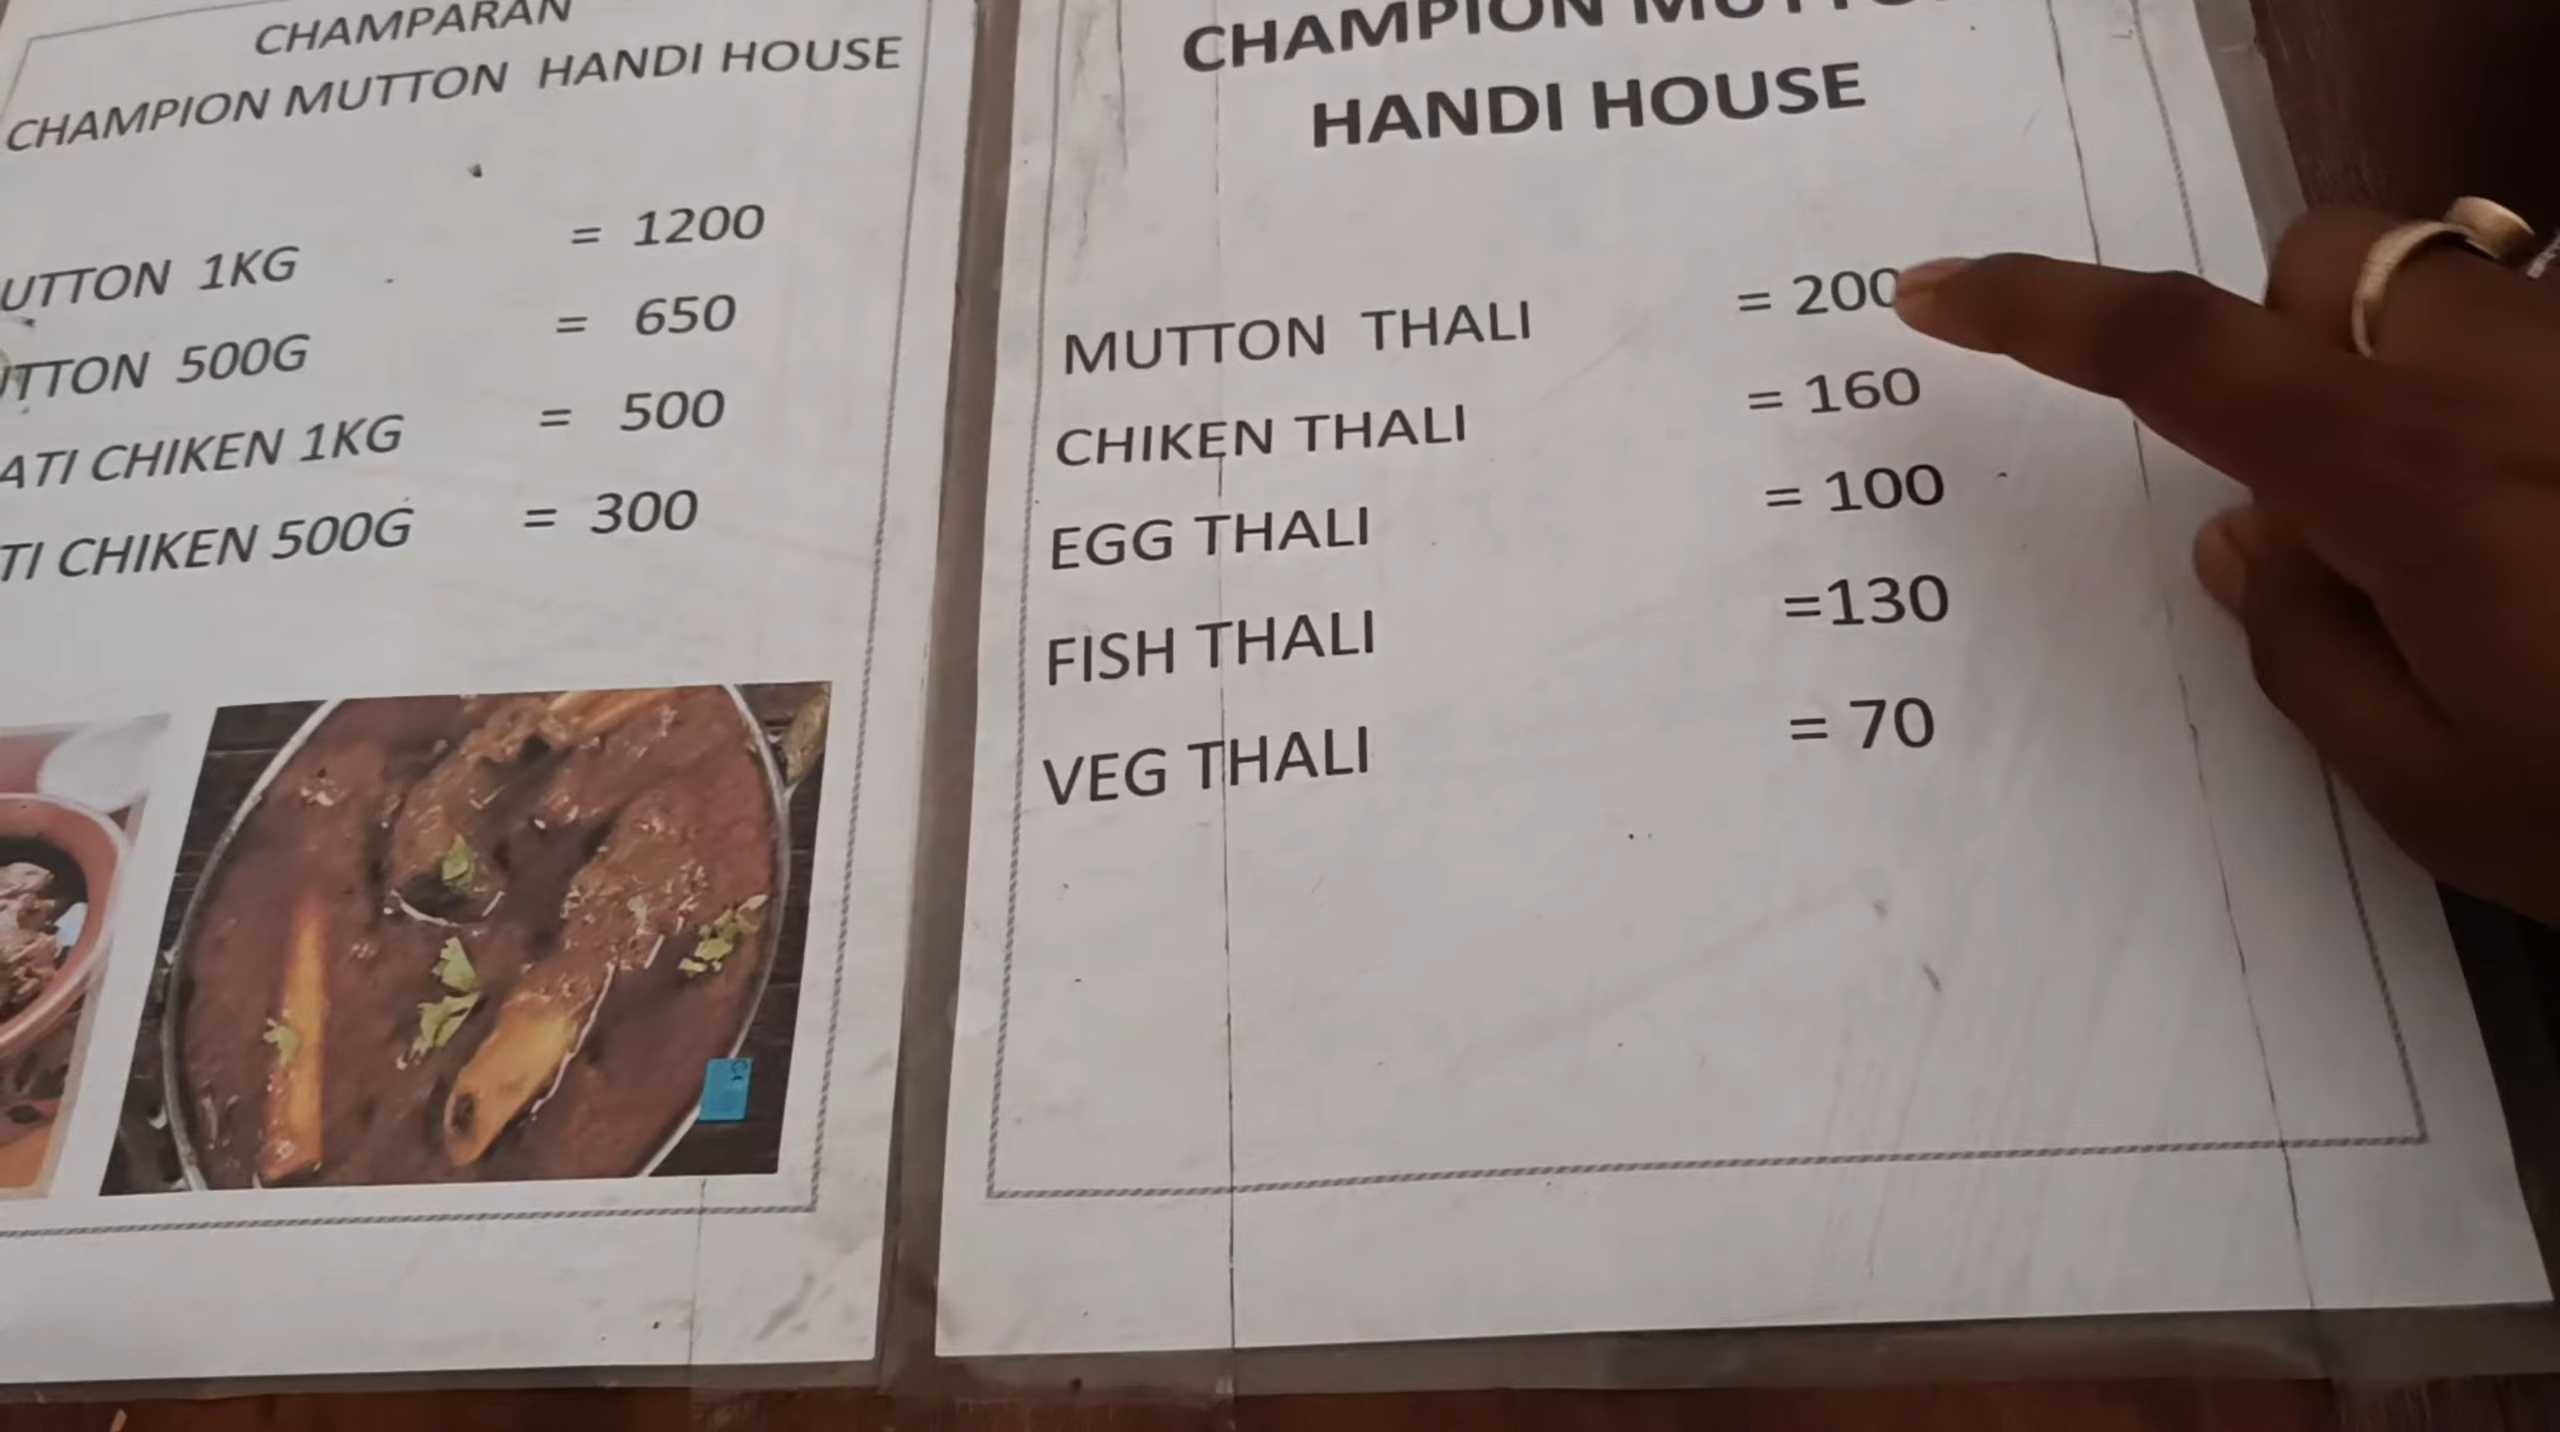 CHAMPARAN
CHAMPION MUTTON HANDI HOUSE
UTTON 1KG = 1200
TTON 500G = 650
ATI CHIKEN 1KG = 500
TI CHIKEN 500G = 300
CHAMPION
HANDI HOUSE
MUTTON THALI = 200
CHIKEN THALI = 160
EGG THALI = 100
FISH THALI =130
VEG THALI = 70